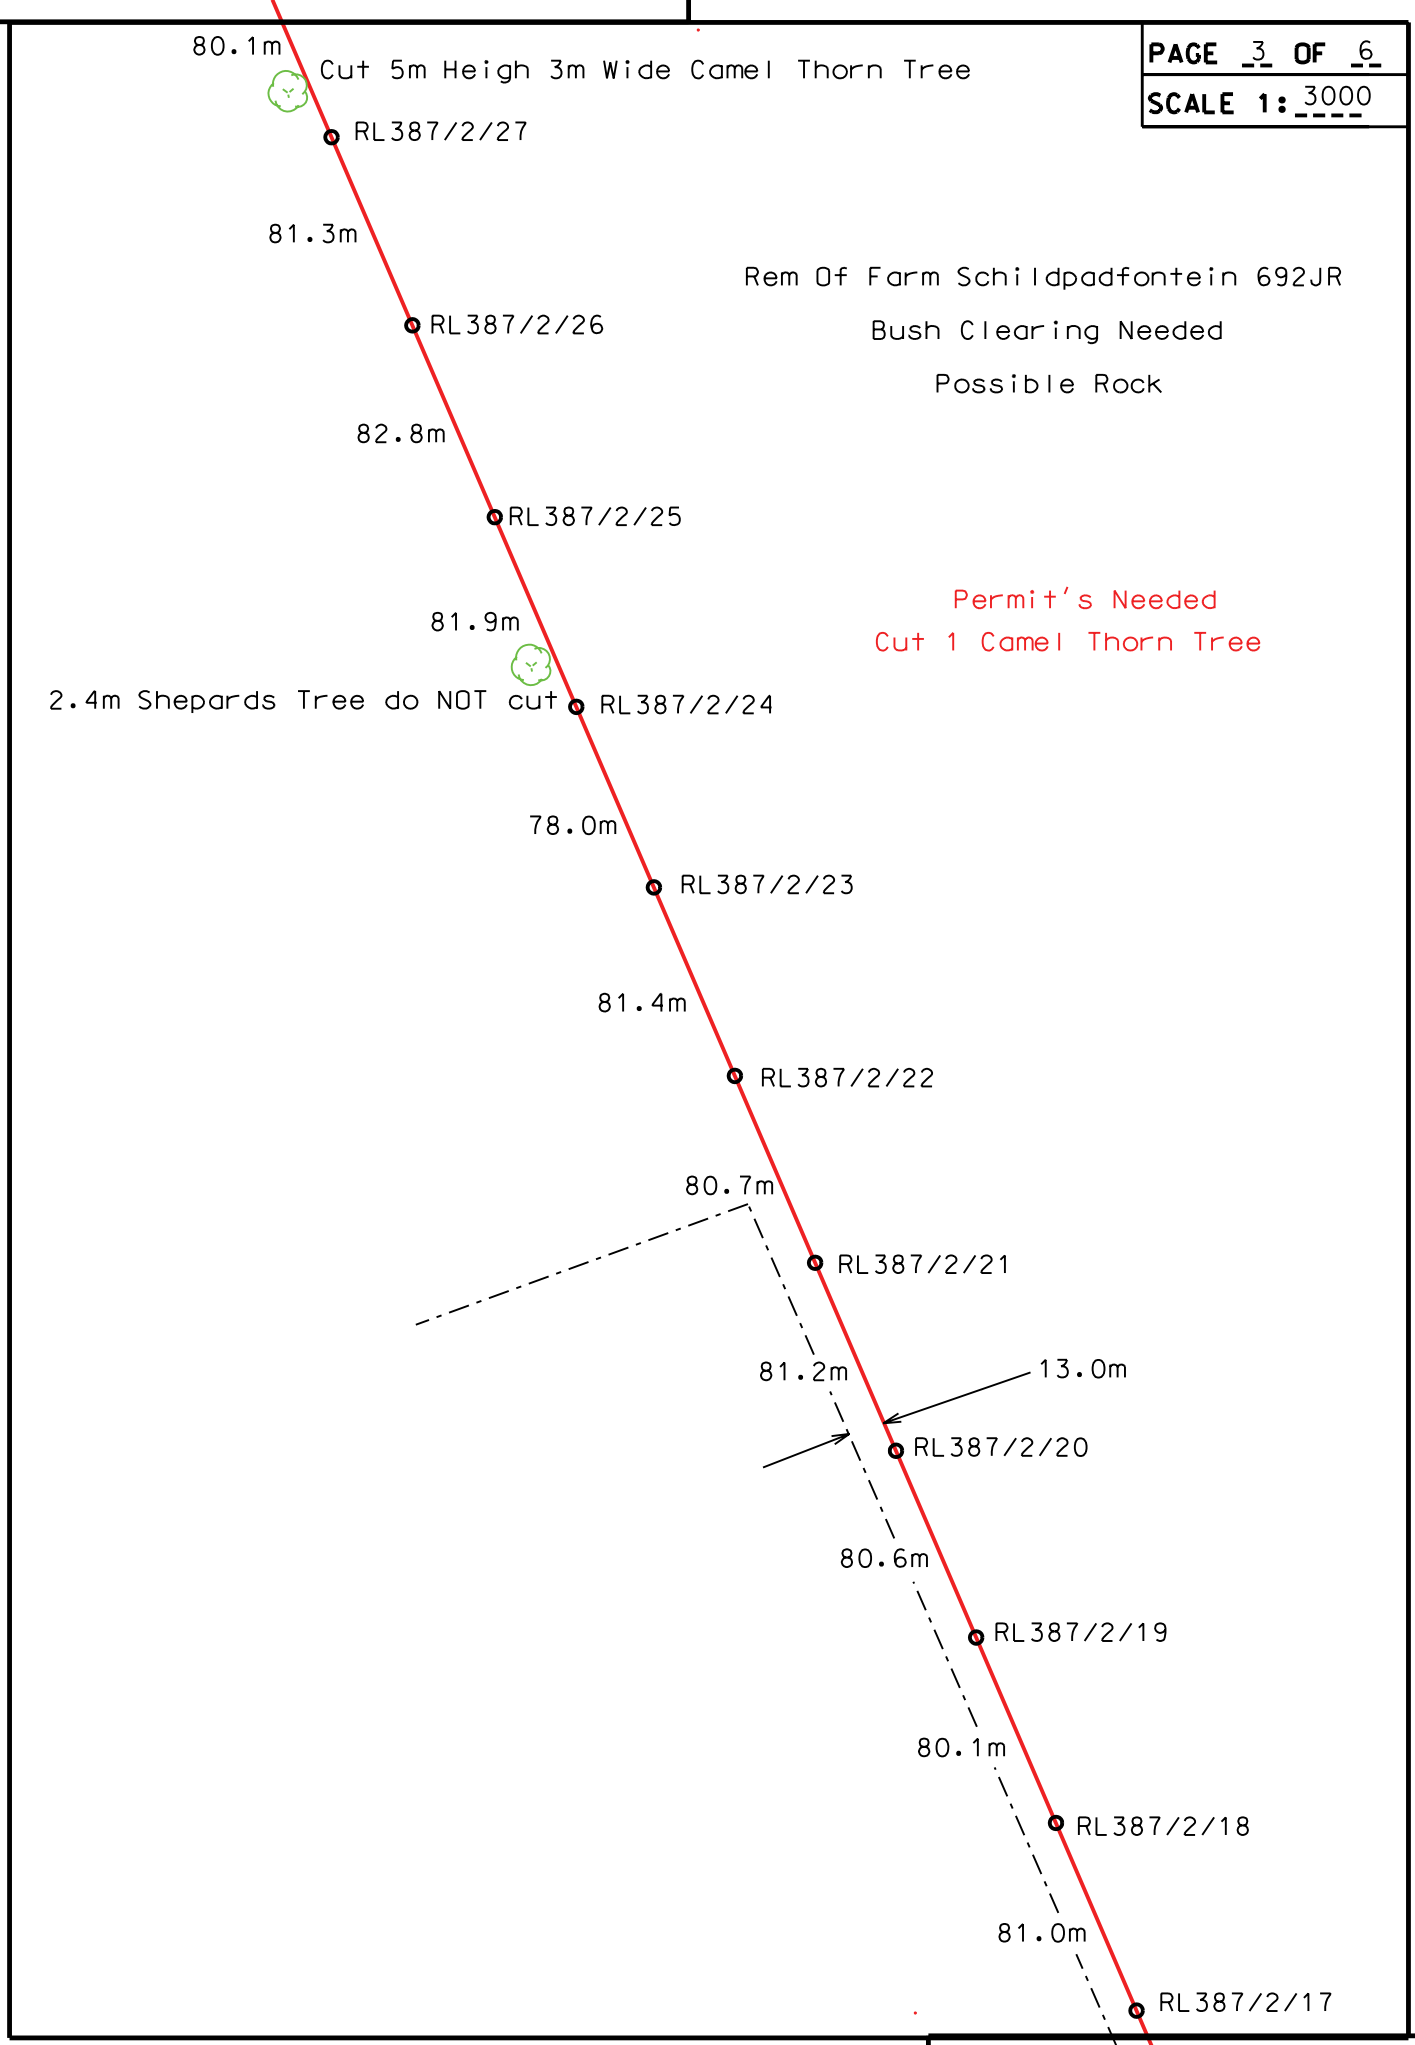 PAGE 3 OF 6
SCALE 1: 3000
80.1m
Cut 5m Heigh 3m Wide Camel Thorn Tree
RL387/2/27
81.3m
Rem Of Farm Schildpadfontein 692JR
Bush Clearing Needed
Possible Rock
RL387/2/26
82.8m
RL387/2/25
Permit's Needed
Cut 1 Camel Thorn Tree
81.9m
2.4m Shepards Tree do NOT cut
RL387/2/24
78.0m
RL387/2/23
81.4m
RL387/2/22
80.7m
RL387/2/21
81.2m
13.0m
RL387/2/20
80.6m
RL387/2/19
80.1m
RL387/2/18
81.0m
RL387/2/17